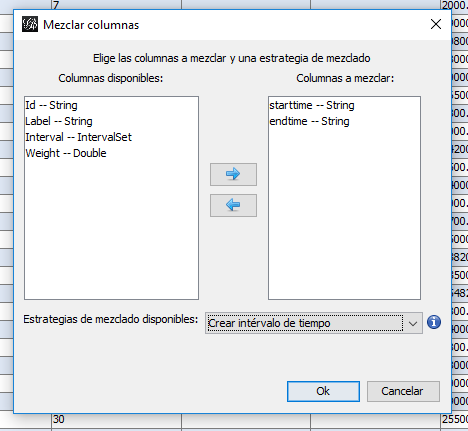 7
Mezclar columnas
Elige las columnas a mezclar y una estrategia de mezclado
Columnas disponibles:
Columnas a mezclar:
Id -- String
Label -- String
Interval -- IntervalSet
Weight -- Double
starttime -- String
endtime -- String
Estrategias de mezclado disponibles:
Crear intérvalo de tiempo
Ok
Cancelar
30